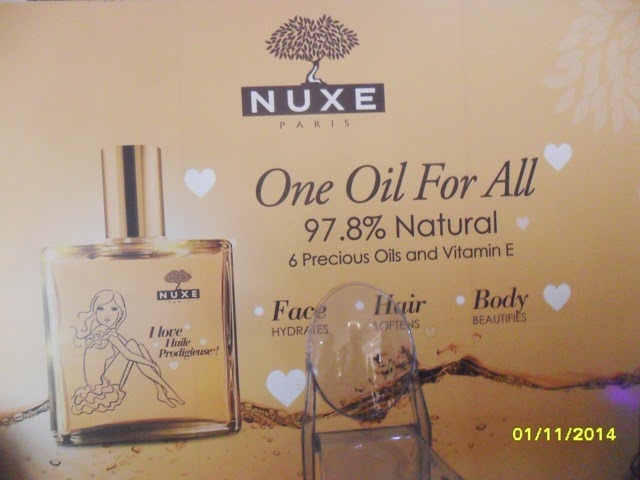 NUXE
PARIS
One Oil For All
97.8% Natural
6 Precious Oils and Vitamin E
Face Hair Body
HYDRATES SOFTENS BEAUTIFIES
NUXE
PARIS
I love
Huile
Prodigieuse®!
01/11/2014